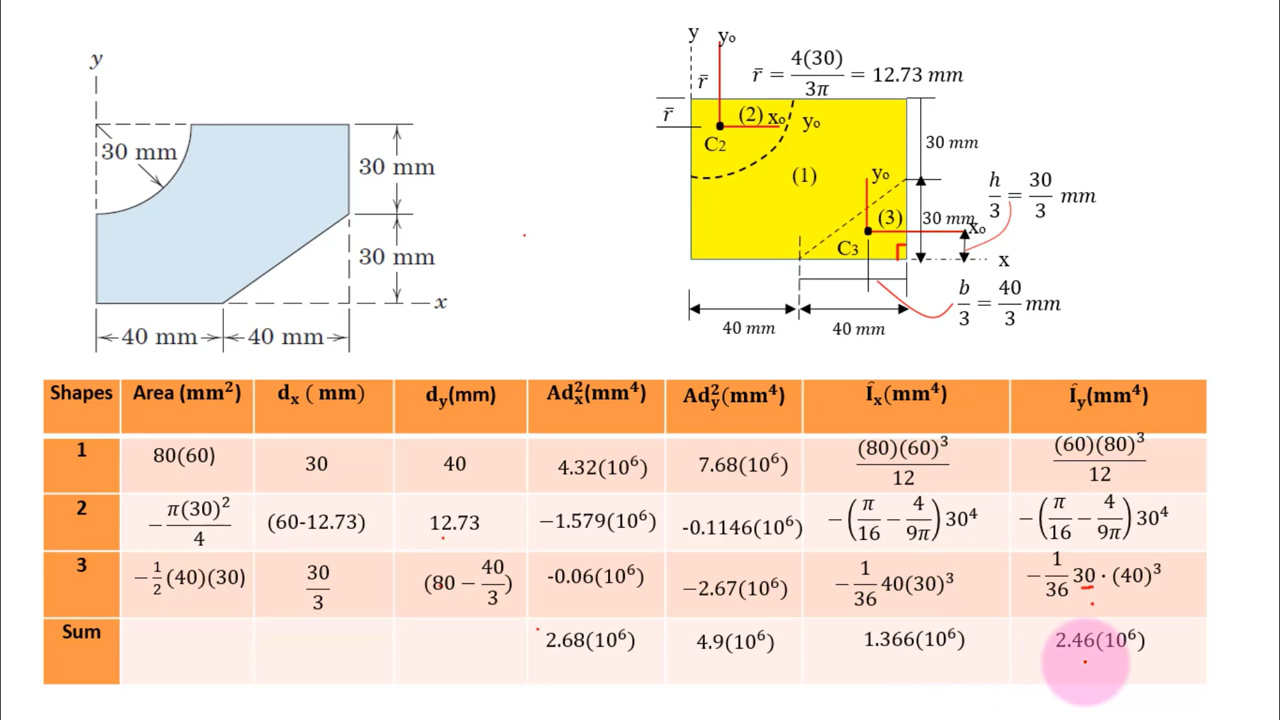 y
30 mm
30 mm
30 mm
x
40 mm
40 mm
y yₒ
r̄
r̄ = 4(30)/3π = 12.73 mm
r̄
(2) xₒ yₒ
C₂
30 mm
(1)
yₒ
h/3 = 30/3 mm
(3) 30 mm
xₒ
C₃
x
b/3 = 40/3 mm
40 mm 40 mm
Shapes Area (mm²) dₓ ( mm) d_y(mm) Adₓ²(mm⁴) Ad_y²(mm⁴) Îₓ(mm⁴) Î_y(mm⁴)
1 80(60) 30 40 4.32(10⁶) 7.68(10⁶) (80)(60)³/12 (60)(80)³/12
2 −π(30)²/4 (60-12.73) 12.73 −1.579(10⁶) -0.1146(10⁶) −(π/16 − 4/9π)30⁴ −(π/16 − 4/9π)30⁴
3 −1/2(40)(30) 30/3 (80 − 40/3) -0.06(10⁶) −2.67(10⁶) −1/36 40(30)³ −1/36 30 · (40)³
Sum 2.68(10⁶) 4.9(10⁶) 1.366(10⁶) 2.46(10⁶)